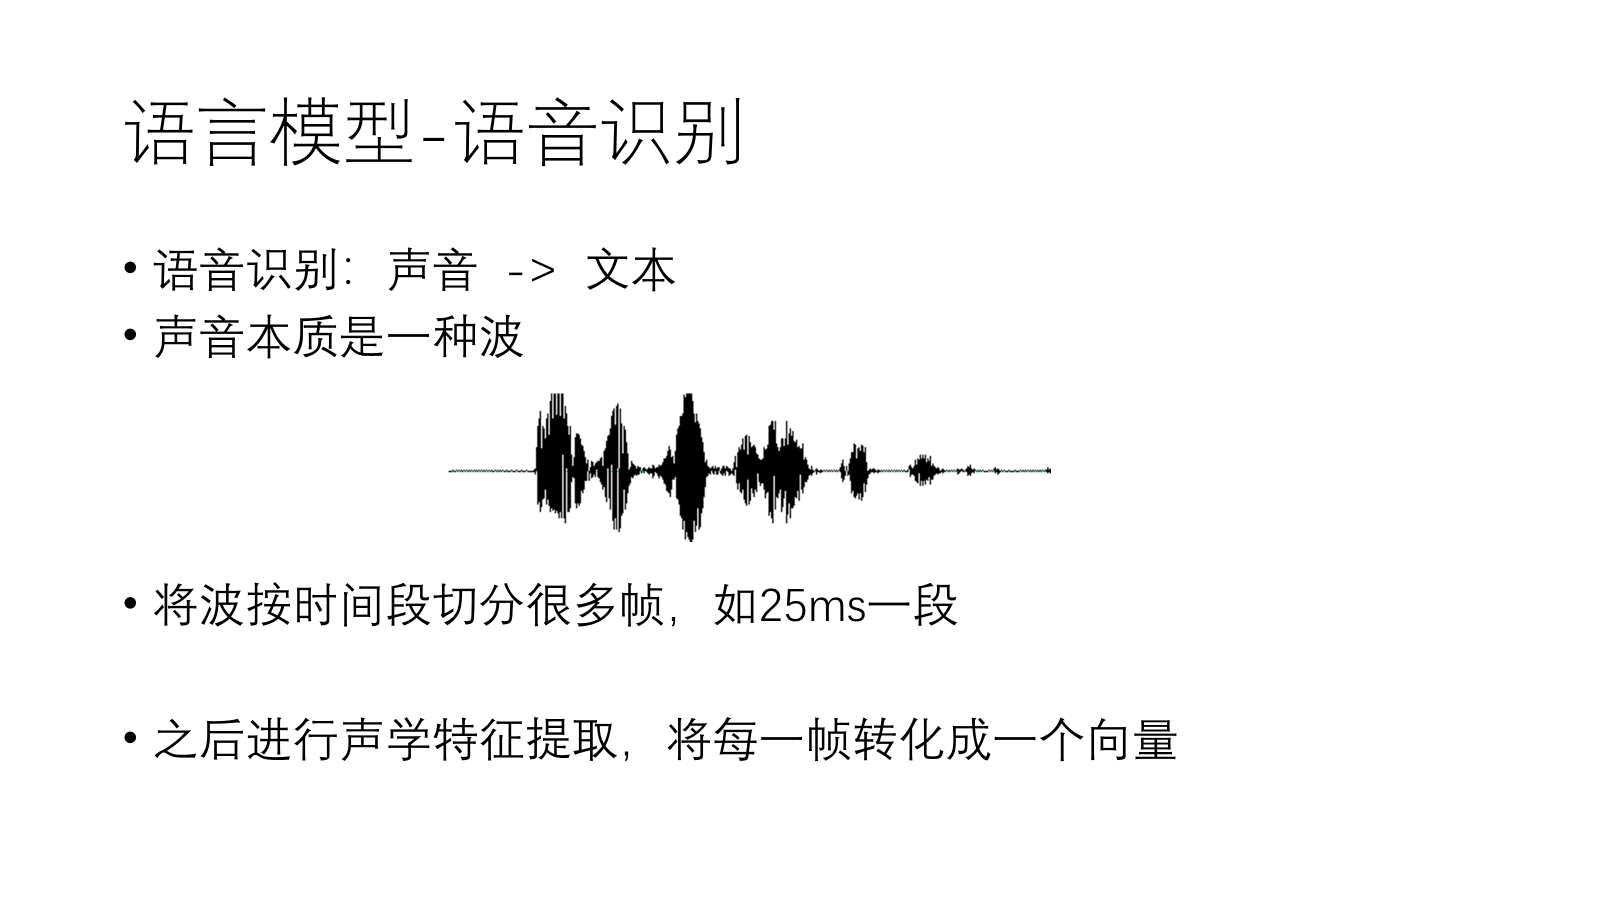 语言模型-语音识别
• 语音识别：声音 -> 文本
• 声音本质是一种波
• 将波按时间段切分很多帧，如25ms一段
• 之后进行声学特征提取，将每一帧转化成一个向量